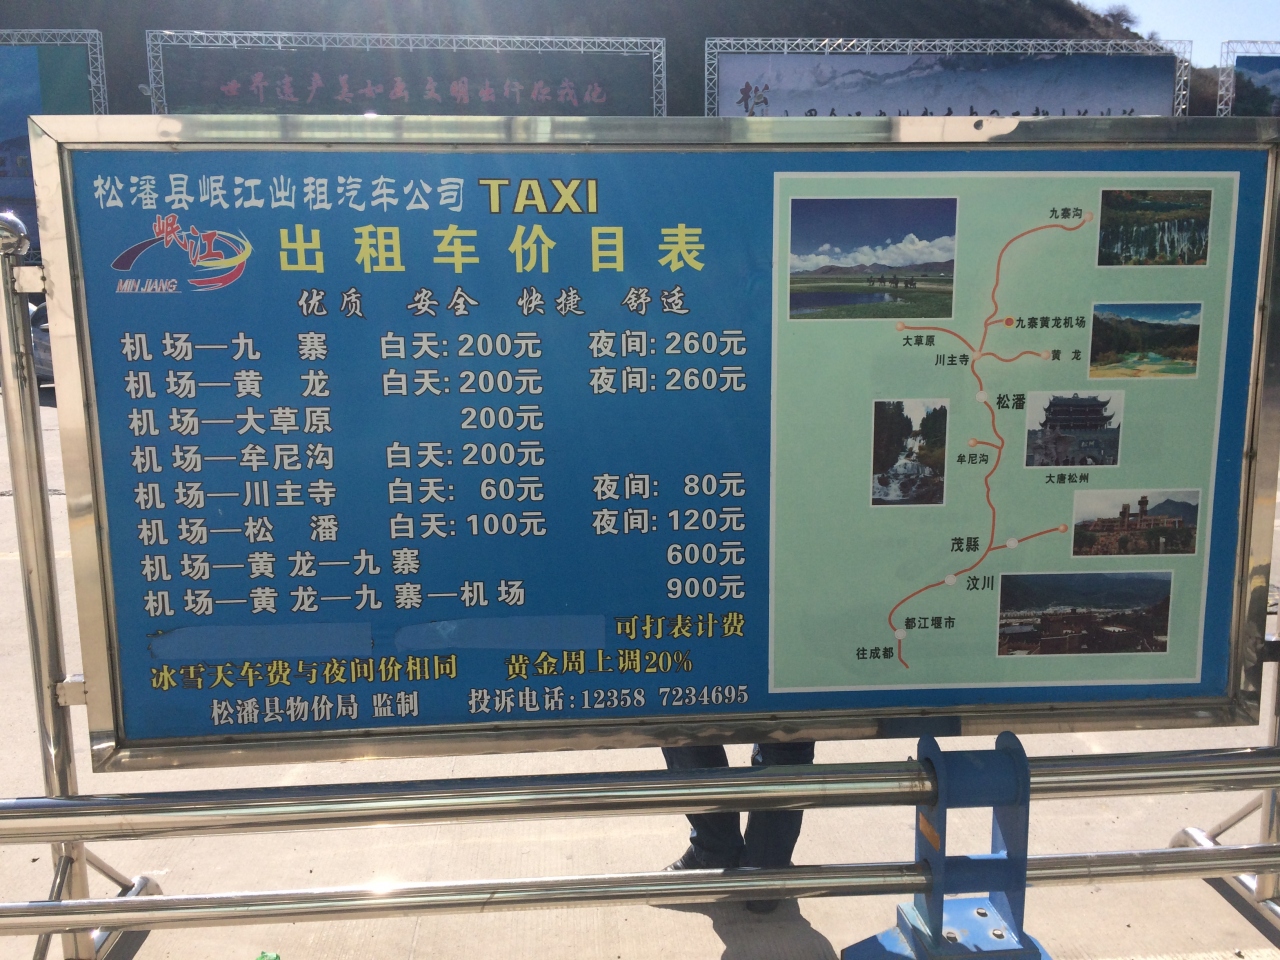 世界遗产美如画 文明出行你我他
松
松潘县岷江出租汽车公司 TAXI
岷江
MIN JIANG
出租车价目表
优质 安全 快捷 舒适
机场—九 寨 白天: 200元 夜间: 260元
机场—黄 龙 白天: 200元 夜间: 260元
机场—大草原 200元
机场—牟尼沟 白天: 200元
机场—川主寺 白天: 60元 夜间: 80元
机场—松 潘 白天: 100元 夜间: 120元
机场—黄龙—九寨 600元
机场—黄龙—九寨—机场 900元
可打表计费
冰雪天车费与夜间价相同 黄金周上调20%
松潘县物价局 监制 投诉电话:12358 7234695
九寨沟
九寨黄龙机场
大草原
川主寺
黄 龙
松潘
牟尼沟
大唐松州
茂縣
汶川
都江堰市
往成都